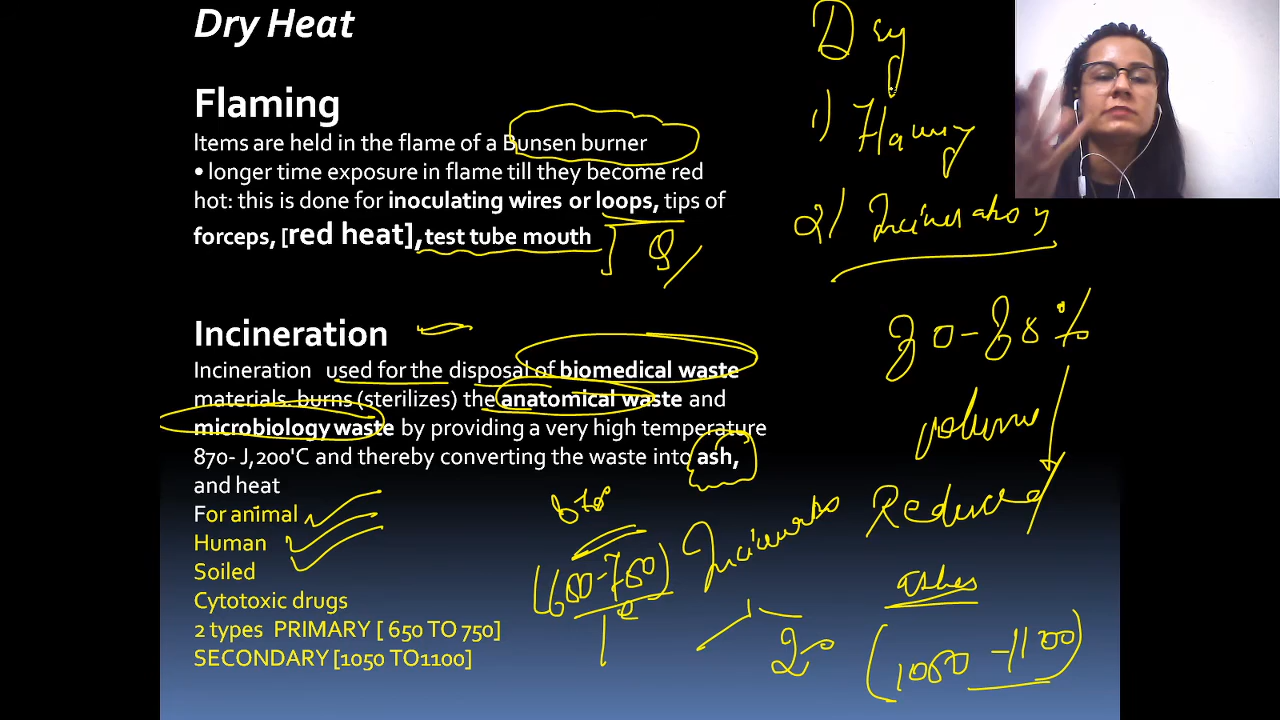 Dry Heat
Flaming
Items are held in the flame of a Bunsen burner
• longer time exposure in flame till they become red
hot: this is done for inoculating wires or loops, tips of
forceps, [red heat], test tube mouth
Incineration
Incineration used for the disposal of biomedical waste
materials. burns (sterilizes) the anatomical waste and
microbiology waste by providing a very high temperature
870- J,200'C and thereby converting the waste into ash,
and heat
For animal
Human
Soiled
Cytotoxic drugs
2 types PRIMARY [ 650 TO 750]
SECONDARY [1050 TO1100]
Dry
1) Flaming
2) Incineration
volume
Reduced
ashes
(650-750)
1°
2°
(1050-1100)